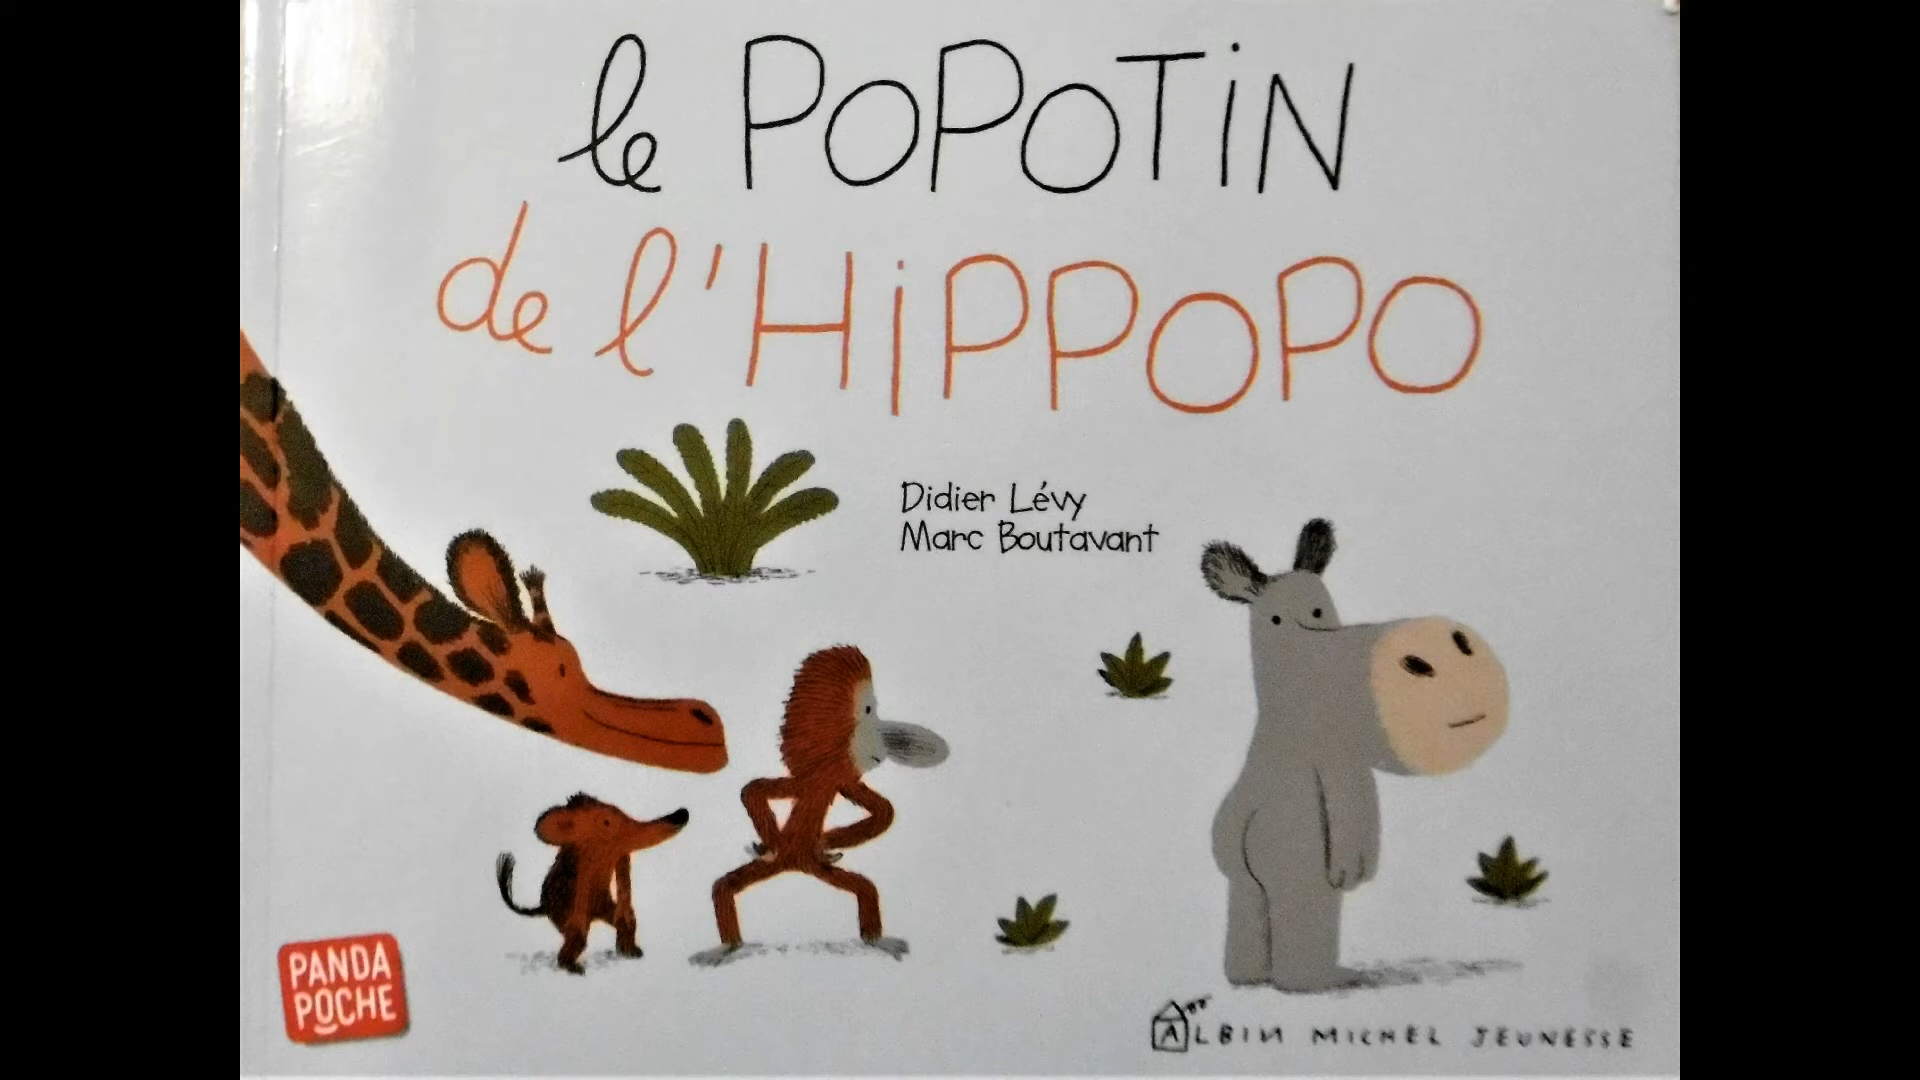 le POPOTiN
de l'HiPPOPO
Didier Lévy
Marc Boutavant
PANDA
POCHE
ALBIN MICHEL JEUNESSE